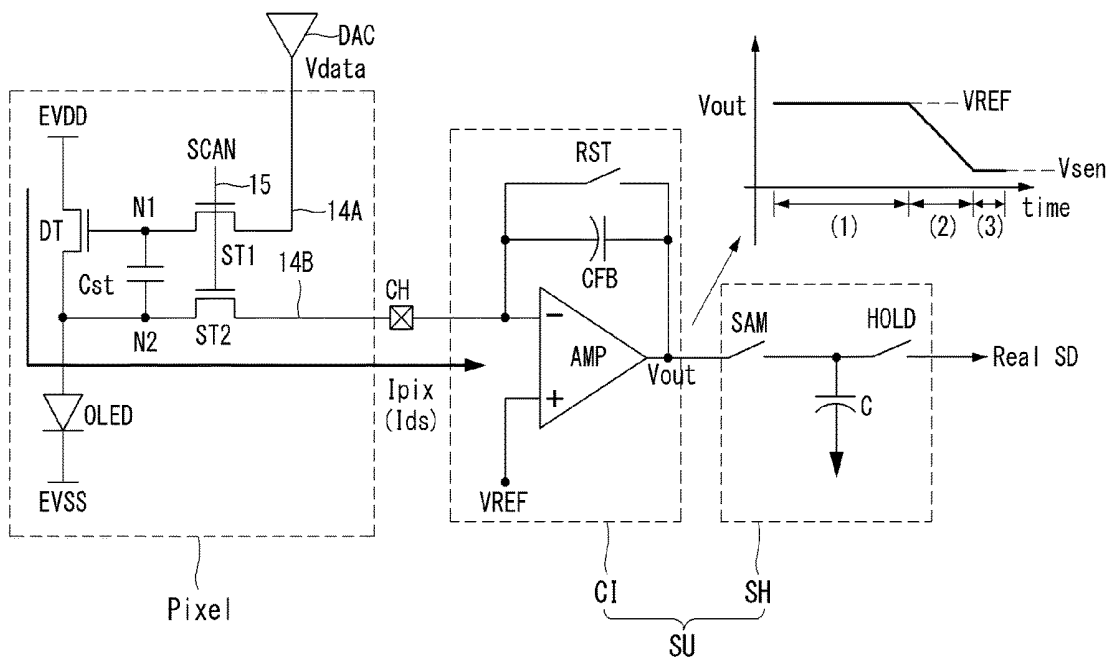 DAC
Vdata
EVDD
SCAN
15
14A
N1
DT
ST1
Cst
14B
N2
ST2
CH
Ipix
(Ids)
OLED
EVSS
Pixel
RST
CFB
AMP
−
+
VREF
Vout
CI
SAM
HOLD
C
Real SD
SH
SU
Vout
VREF
Vsen
time
(1)
(2)
(3)